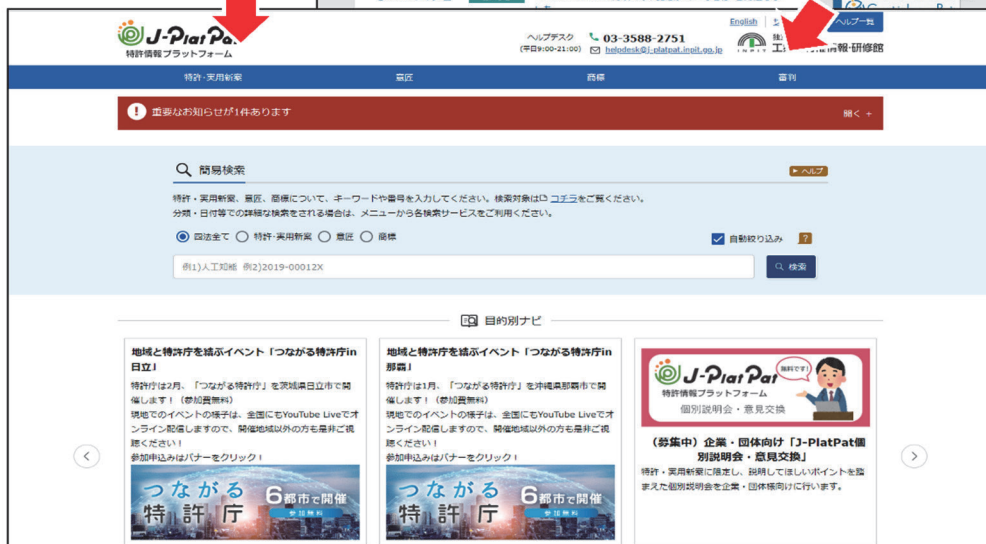 English
ヘルプ一覧
J-PlatPat
特許情報プラットフォーム
ヘルプデスク
(平日9:00-21:00)
03-3588-2751
helpdesk@j-platpat.inpit.go.jp
INPIT
特許・実用新案
意匠
商標
審判
重要なお知らせが1件あります
開く +
簡易検索
ヘルプ
特許・実用新案、意匠、商標について、キーワードや番号を入力してください。検索対象は コチラをご覧ください。
分類・日付等での詳細な検索をされる場合は、メニューから各検索サービスをご利用ください。
四法全て 特許・実用新案 意匠 商標
自動絞り込み ?
例1)人工知能 例2)2019-00012X
検索
目的別ナビ
地域と特許庁を結ぶイベント「つながる特許庁in
日立」
特許庁は2月、「つながる特許庁」を茨城県日立市で開
催します!(参加費無料)
現地でのイベントの様子は、全国にもYouTube Liveでオ
ンライン配信しますので、開催地域以外の方も是非ご視
聴ください!
参加申込みはバナーをクリック!
つながる
特許庁
6都市で開催
参加無料
地域と特許庁を結ぶイベント「つながる特許庁in
那覇」
特許庁は1月、「つながる特許庁」を沖縄県那覇市で開
催します!(参加費無料)
現地でのイベントの様子は、全国にもYouTube Liveでオ
ンライン配信しますので、開催地域以外の方も是非ご視
聴ください!
参加申込みはバナーをクリック!
つながる
特許庁
6都市で開催
参加無料
J-PlatPat
無料です!
特許情報プラットフォーム
個別説明会・意見交換
(募集中)企業・団体向け「J-PlatPat個
別説明会・意見交換」
特許・実用新案に限定し、説明してほしいポイントを踏
まえた個別説明会を企業・団体様向けに行います。